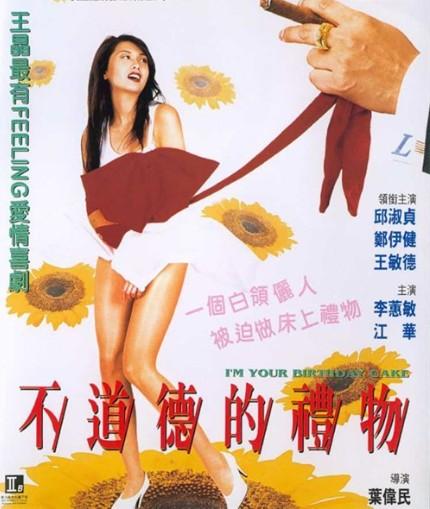 王晶最有FEELING愛情喜劇
L
領銜主演
邱淑貞
鄭伊健
王敏德
主演
李蕙敏
江華
一個白領儷人
被迫做床上禮物
I'M YOUR BIRTHDAY CAKE
不道德的禮物
IIB
導演
葉偉民